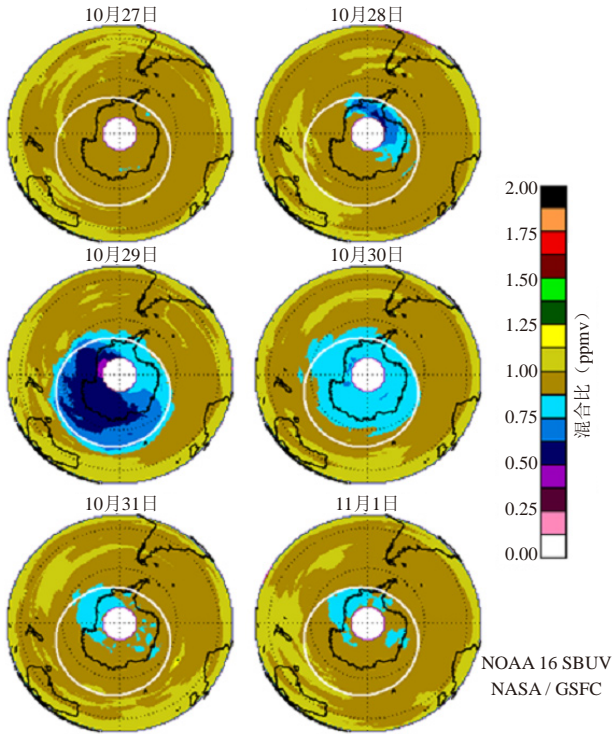 10月27日
10月28日
10月29日
10月30日
10月31日
11月1日
2.00
1.75
1.50
1.25
1.00
0.75
0.50
0.25
0.00
混合比（ppmv）
NOAA 16 SBUV
NASA / GSFC